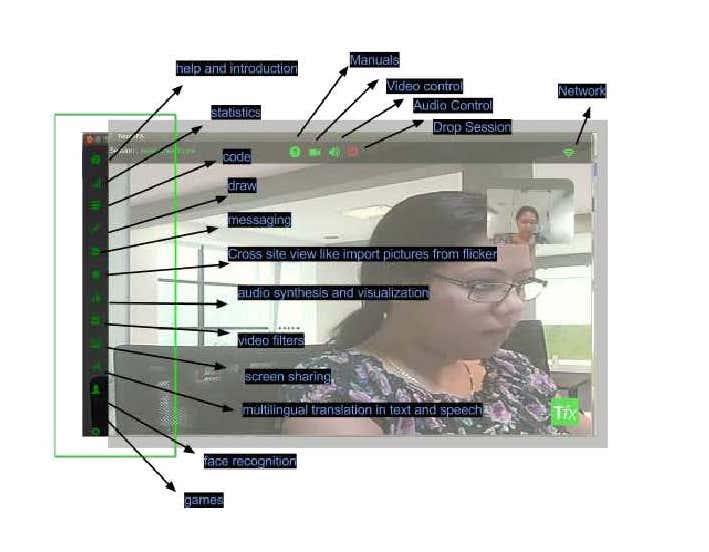 Manuals
help and introduction
Video control
Network
Audio Control
statistics
Drop Session
code
draw
messaging
Cross site view like import pictures from flicker
audio synthesis and visualization
video filters
screen sharing
multilingual translation in text and speech
Tfx
face recognition
games